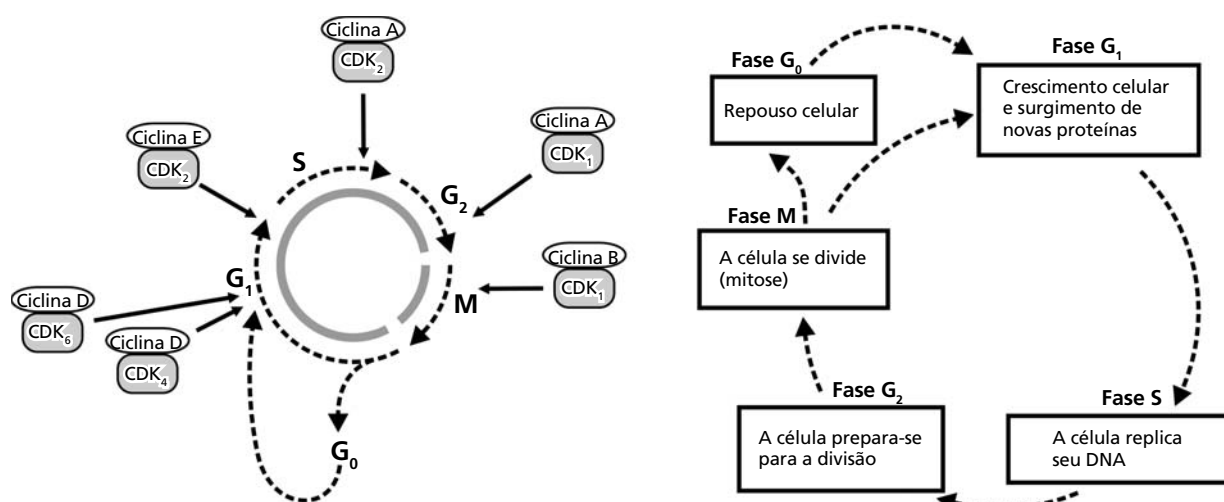 Ciclina A
CDK₂
Ciclina A
CDK₁
Ciclina E
CDK₂
S
G₂
Ciclina B
CDK₁
G₁
M
Ciclina D
CDK₆
Ciclina D
CDK₄
G₀
Fase G₀
Repouso celular
Fase G₁
Crescimento celular
e surgimento de
novas proteínas
Fase M
A célula se divide
(mitose)
Fase G₂
A célula prepara-se
para a divisão
Fase S
A célula replica
seu DNA